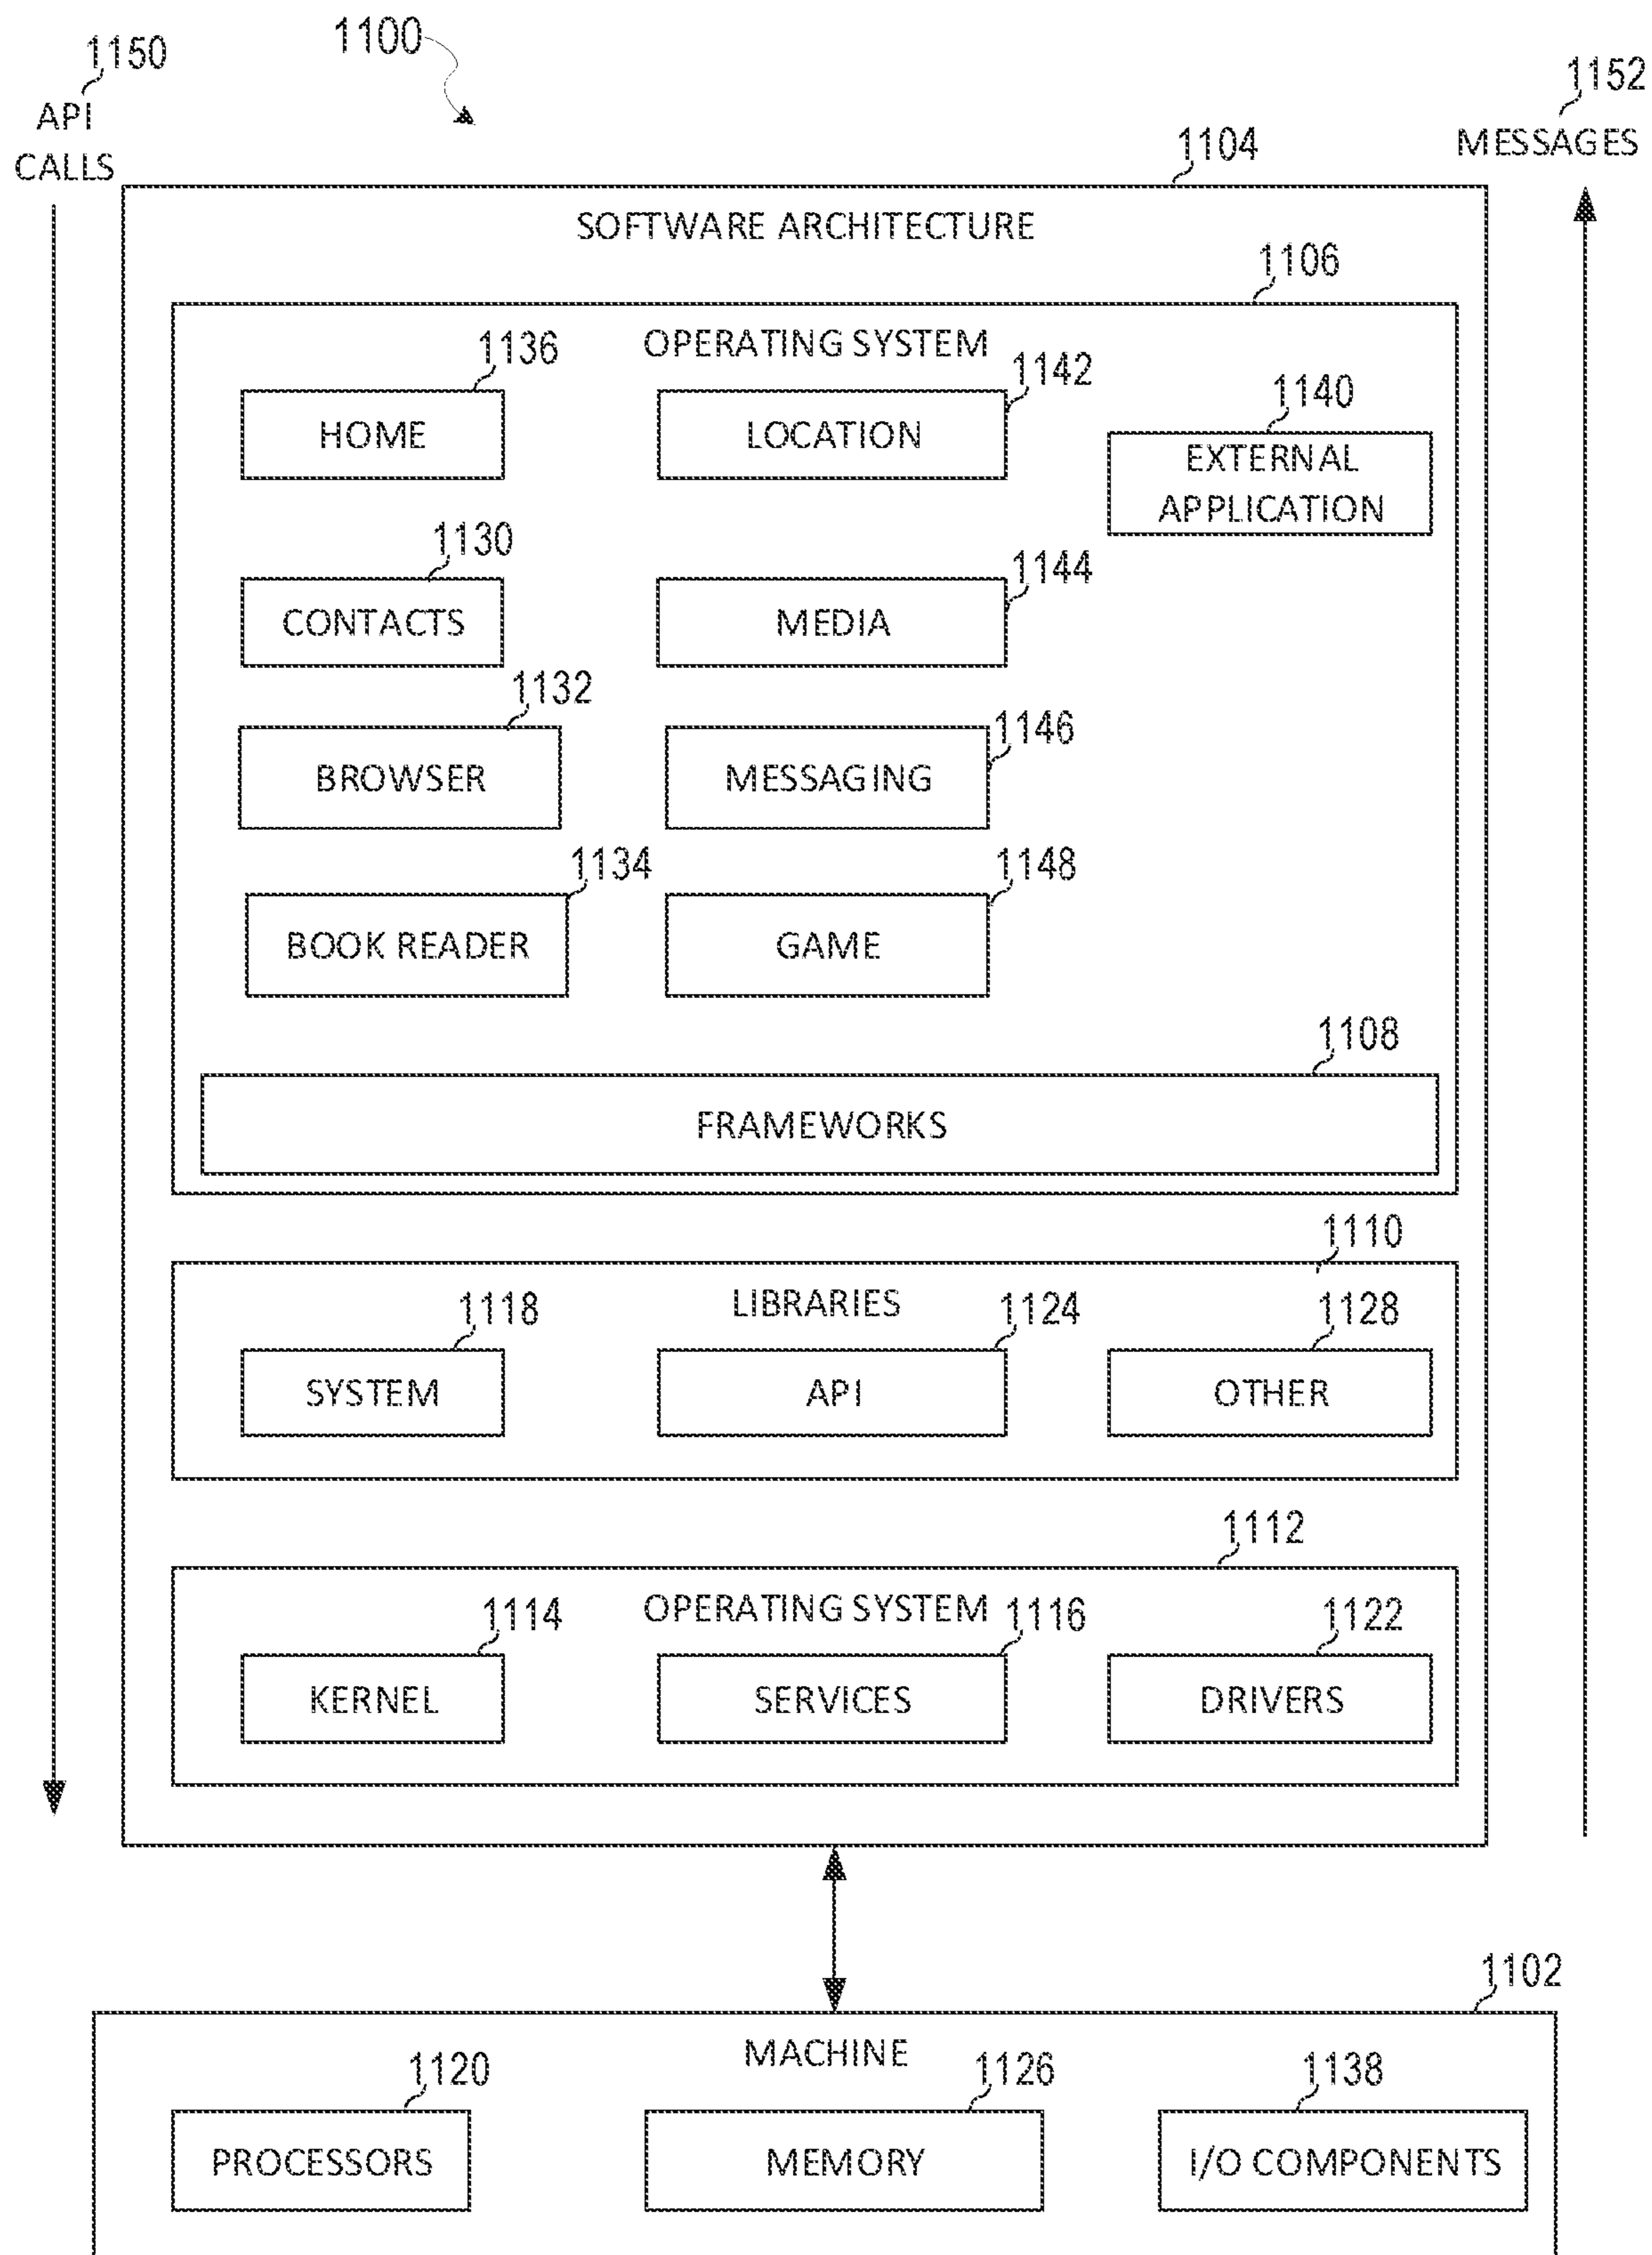 1150
1100
1152
API
CALLS
MESSAGES
1104
SOFTWARE ARCHITECTURE
1106
OPERATING SYSTEM
1136
1142
1140
HOME
LOCATION
EXTERNAL
APPLICATION
1130
1144
CONTACTS
MEDIA
1132
1146
BROWSER
MESSAGING
1134
1148
BOOK READER
GAME
1108
FRAMEWORKS
1110
LIBRARIES
1118
1124
1128
SYSTEM
API
OTHER
1112
OPERATING SYSTEM
1114
1116
1122
KERNEL
SERVICES
DRIVERS
1102
MACHINE
1120
1126
1138
PROCESSORS
MEMORY
I/O COMPONENTS